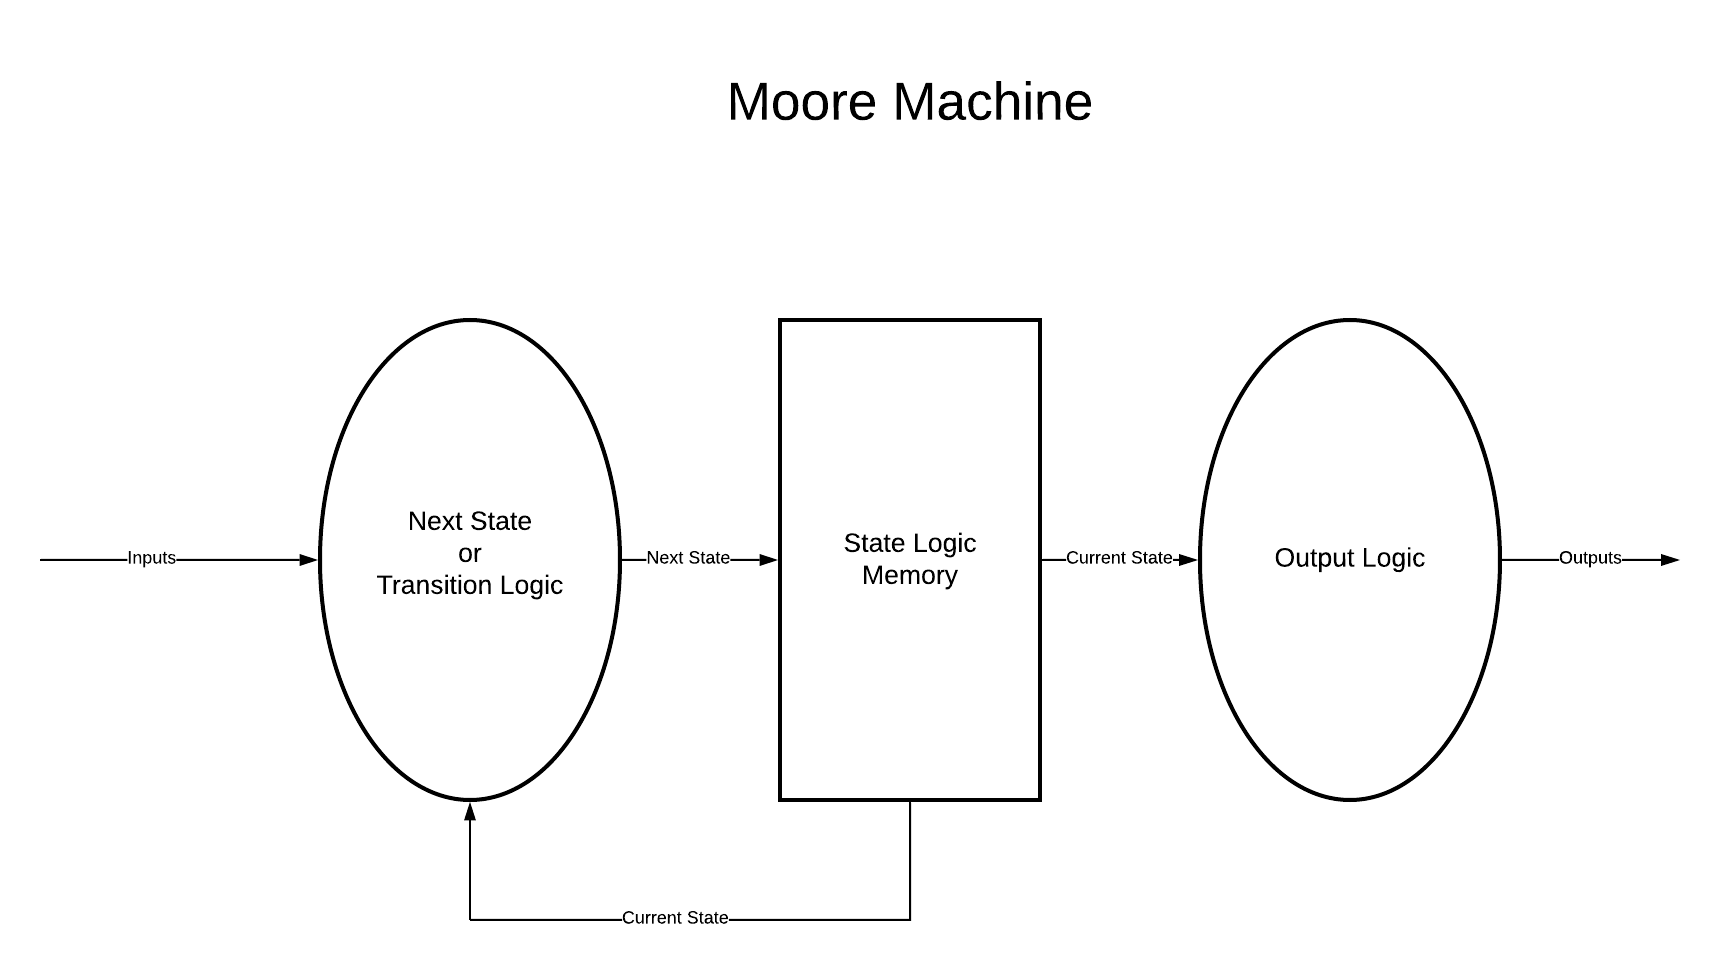 Moore Machine
Next State
or
Transition Logic
State Logic
Memory
Output Logic
Inputs
Next State
Current State
Outputs
Current State